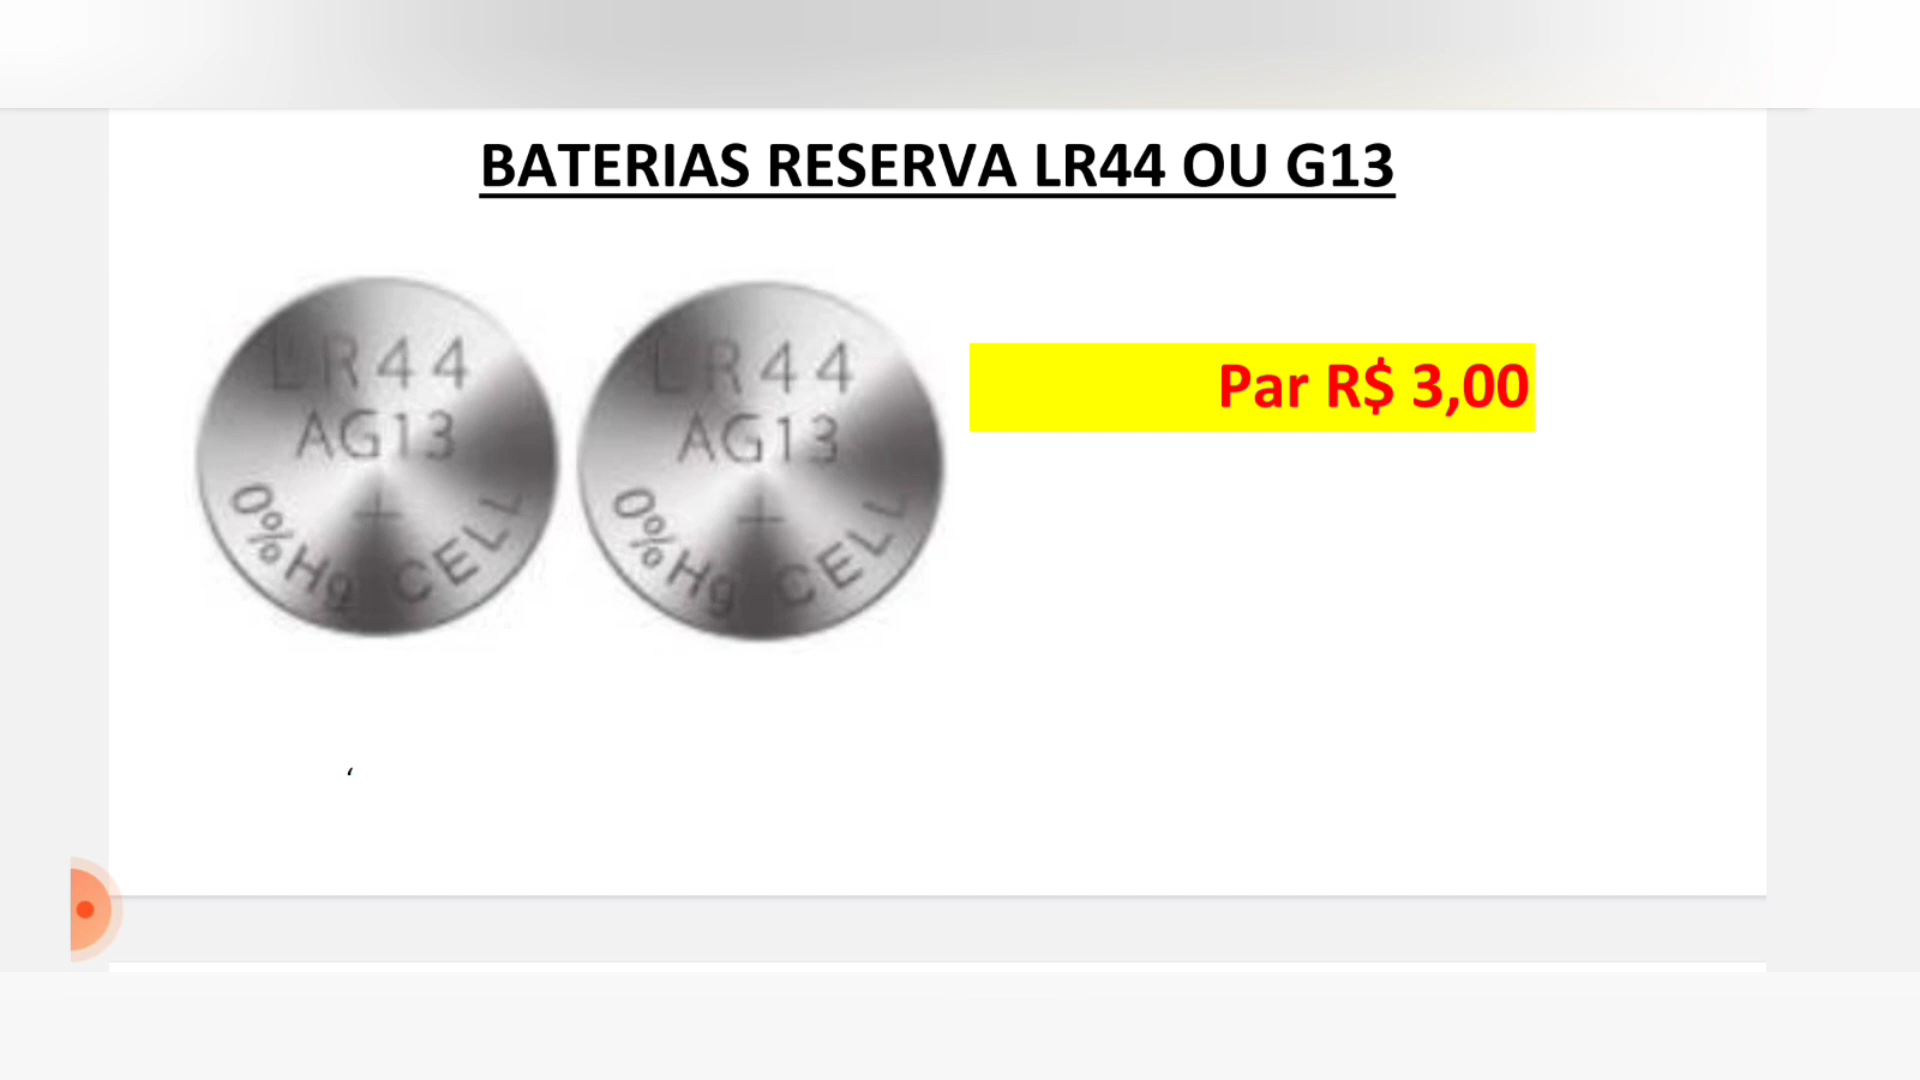 BATERIAS RESERVA LR44 OU G13
LR44
AG13
+
0%Hg CELL
LR44
AG13
+
0%Hg CELL
Par R$ 3,00
‘